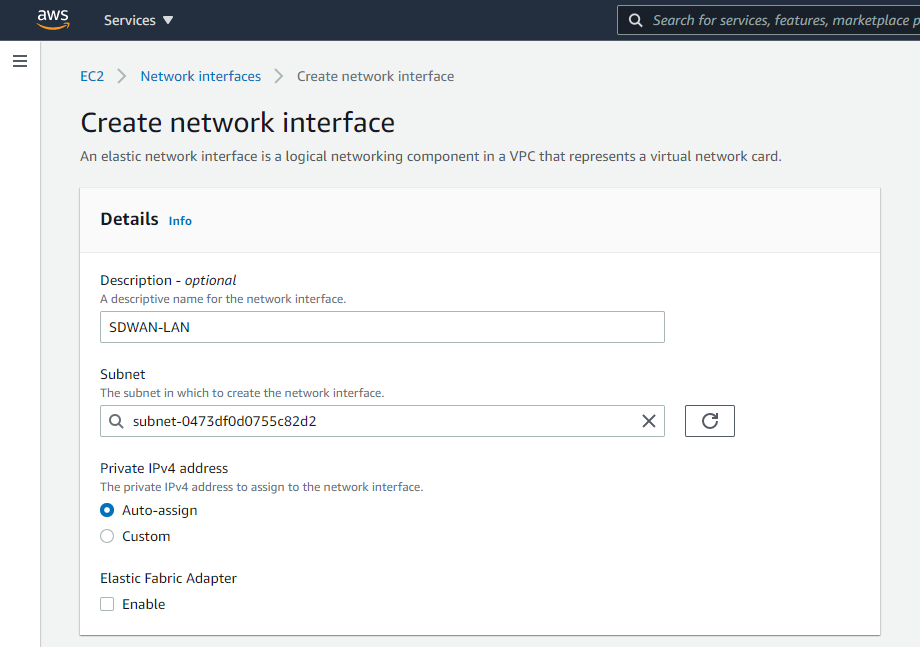 aws Services Search for services, features, marketplace p
EC2 Network interfaces Create network interface
Create network interface
An elastic network interface is a logical networking component in a VPC that represents a virtual network card.
Details Info
Description - optional
A descriptive name for the network interface.
SDWAN-LAN
Subnet
The subnet in which to create the network interface.
subnet-0473df0d0755c82d2
Private IPv4 address
The private IPv4 address to assign to the network interface.
Auto-assign
Custom
Elastic Fabric Adapter
Enable